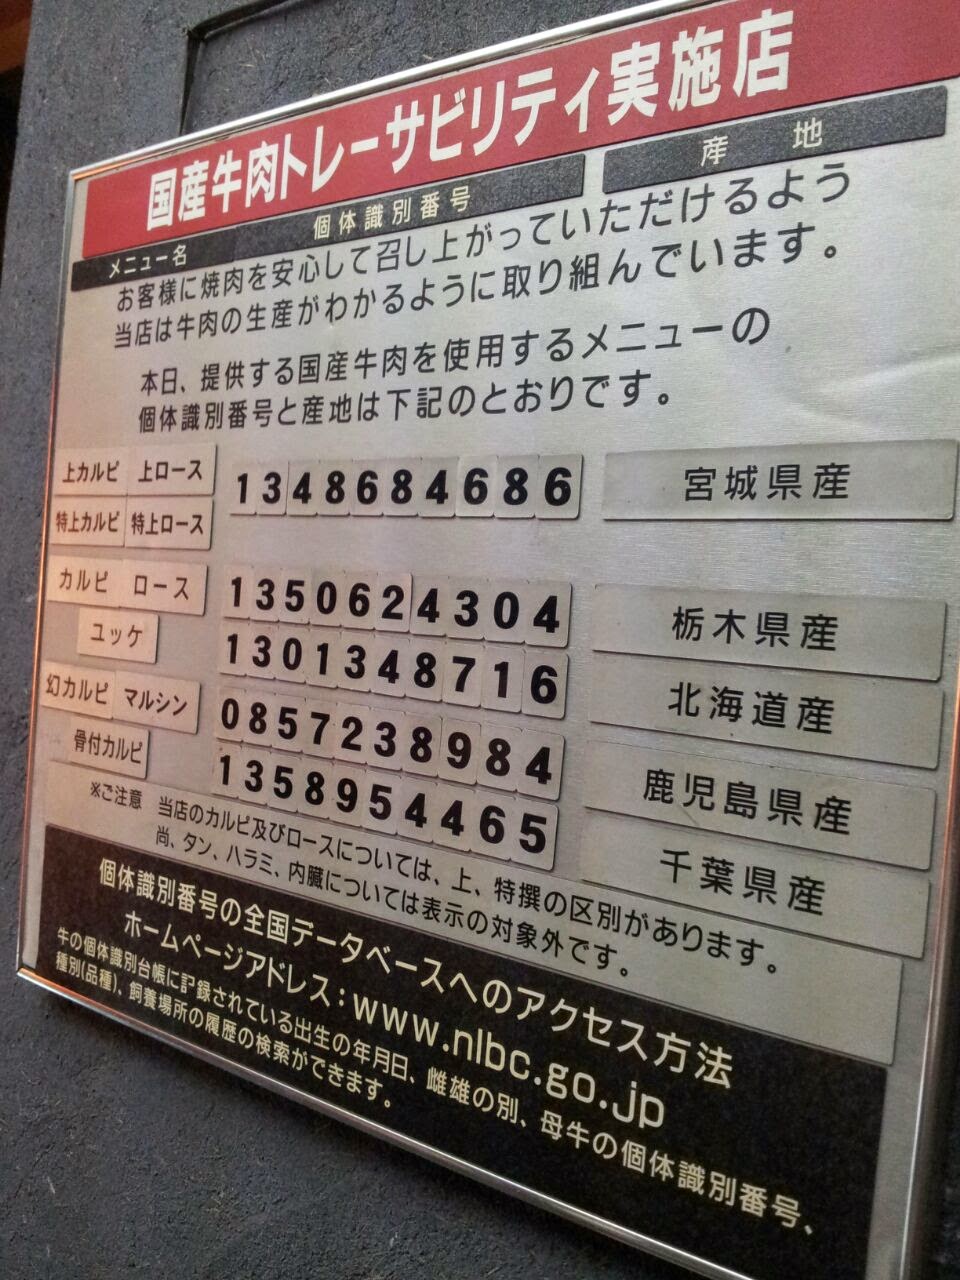 国産牛肉トレーサビリティ実施店
メニュー名 個体識別番号 産地
お客様に焼肉を安心して召し上がっていただけるよう
当店は牛肉の生産がわかるように取り組んでいます。
本日、提供する国産牛肉を使用するメニューの
個体識別番号と産地は下記のとおりです。
上カルビ 上ロース 1348684686 宮城県産
特上カルビ 特上ロース
カルビ ロース 1350624304 栃木県産
ユッケ 1301348716 北海道産
幻カルビ マルシン 0857238984 鹿児島県産
骨付カルビ 1358954465 千葉県産
※ご注意 当店のカルビ及びロースについては、上、特撰の区別があります。
尚、タン、ハラミ、内臓については表示の対象外です。
個体識別番号の全国データベースへのアクセス方法
ホームページアドレス：www.nlbc.go.jp
牛の個体識別台帳に記録されている出生の年月日、雌雄の別、母牛の個体識別番号、
種別(品種)、飼養場所の履歴の検索ができます。